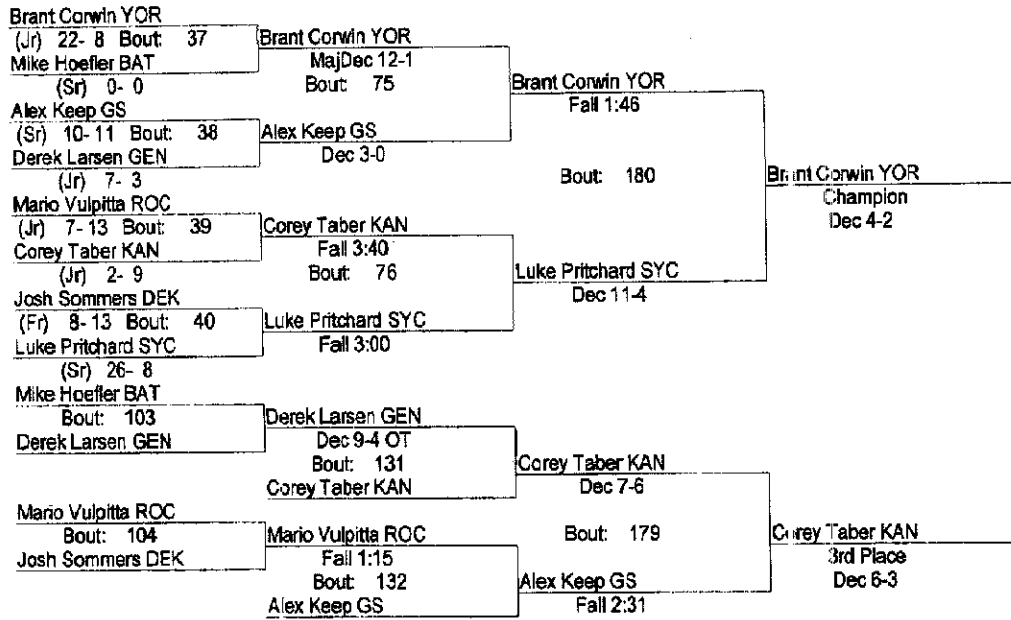 Brant Corwin YOR
(Jr) 22- 8 Bout: 37
Mike Hoefler BAT
(Sr) 0- 0
Alex Keep GS
(Sr) 10- 11 Bout: 38
Derek Larsen GEN
(Jr) 7- 3
Mario Vulpitta ROC
(Jr) 7- 13 Bout: 39
Corey Taber KAN
(Jr) 2- 9
Josh Sommers DEK
(Fr) 8- 13 Bout: 40
Luke Pritchard SYC
(Sr) 26- 8
Brant Corwin YOR
MajDec 12-1
Bout: 75
Alex Keep GS
Dec 3-0
Corey Taber KAN
Fall 3:40
Bout: 76
Luke Pritchard SYC
Fall 3:00
Brant Corwin YOR
Fall 1:46
Bout: 180
Luke Pritchard SYC
Dec 11-4
Brant Corwin YOR
Champion
Dec 4-2
Mike Hoefler BAT
Bout: 103
Derek Larsen GEN
Mario Vulpitta ROC
Bout: 104
Josh Sommers DEK
Derek Larsen GEN
Dec 9-4 OT
Bout: 131
Corey Taber KAN
Mario Vulpitta ROC
Fall 1:15
Bout: 132
Alex Keep GS
Corey Taber KAN
Dec 7-6
Bout: 179
Alex Keep GS
Fall 2:31
Corey Taber KAN
3rd Place
Dec 6-3